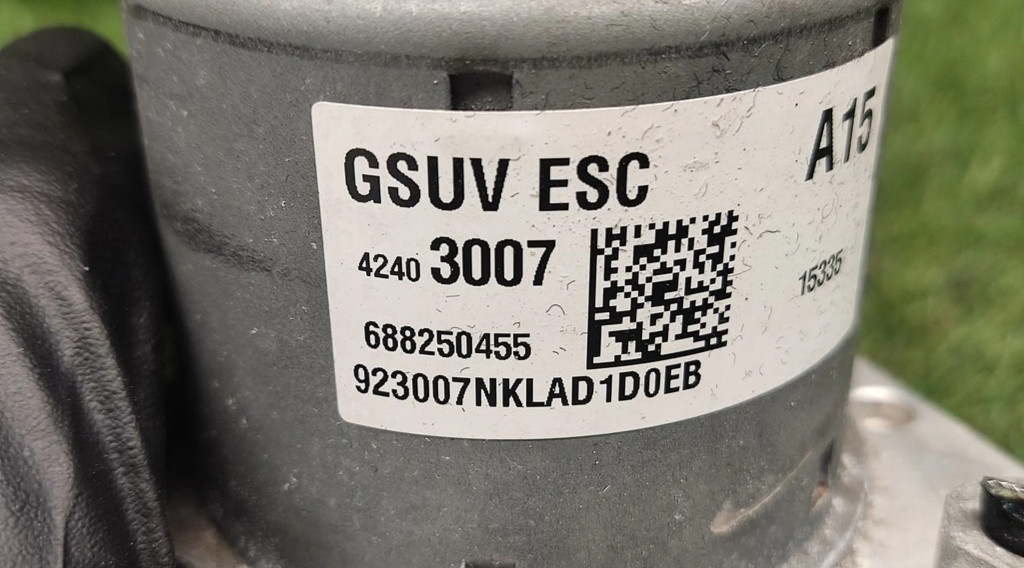 GSUV ESC
A15
4240 3007
15335
688250455
923007NKLAD1D0EB